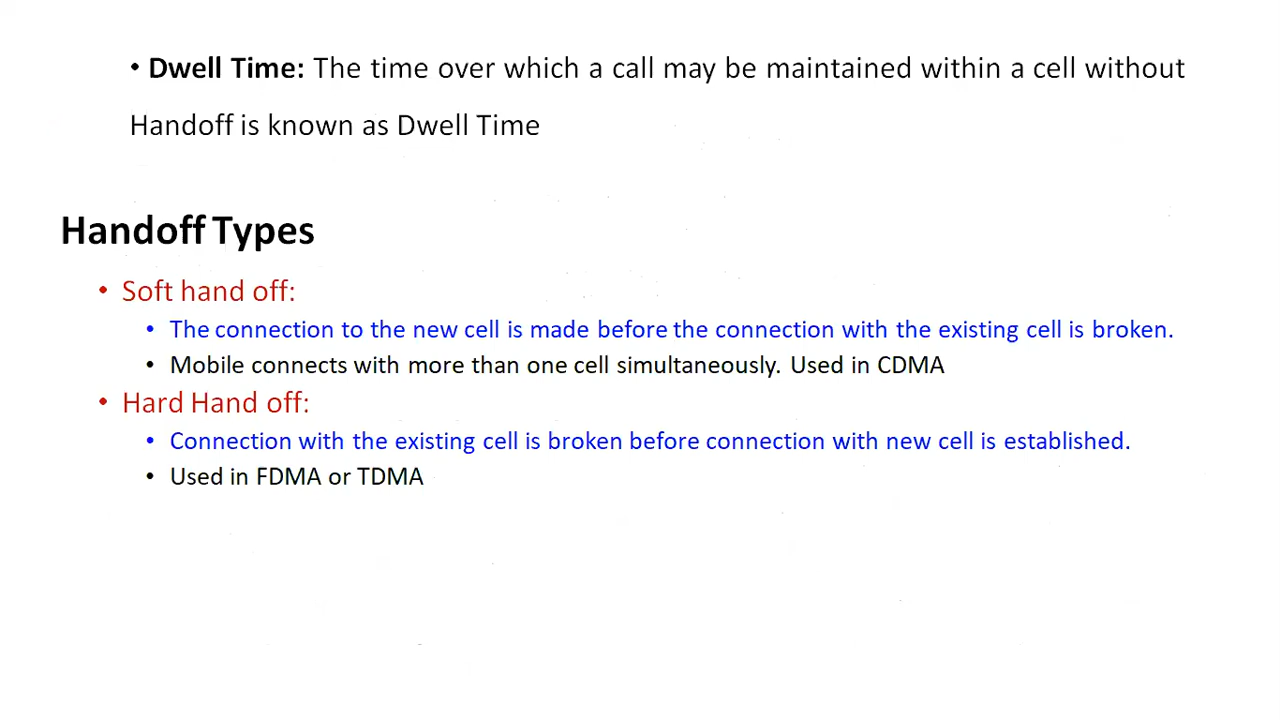 • Dwell Time: The time over which a call may be maintained within a cell without
Handoff is known as Dwell Time
Handoff Types
• Soft hand off:
• The connection to the new cell is made before the connection with the existing cell is broken.
• Mobile connects with more than one cell simultaneously. Used in CDMA
• Hard Hand off:
• Connection with the existing cell is broken before connection with new cell is established.
• Used in FDMA or TDMA